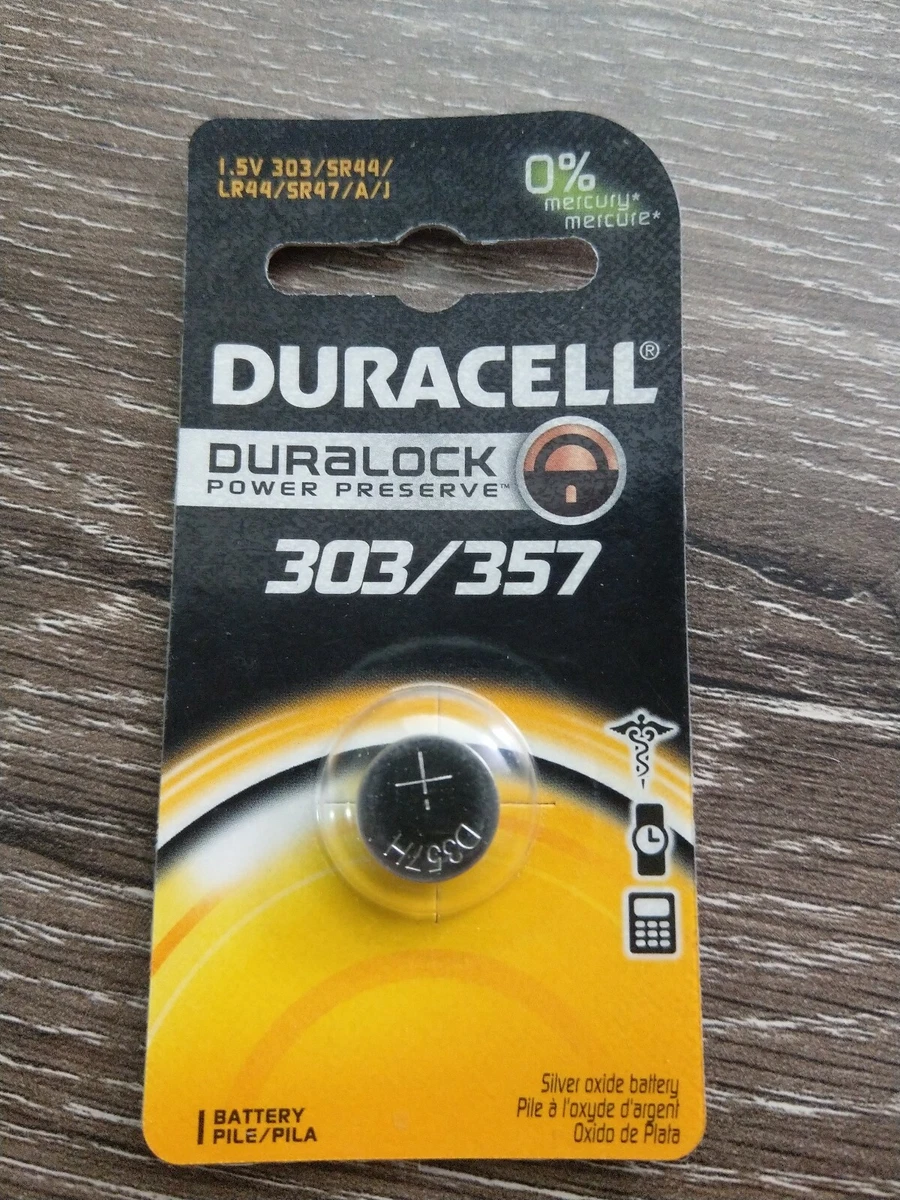 1.5V 303/SR44/
LR44/SR47/A/J
0%
mercury*
mercure*
DURACELL®
DURALOCK
POWER PRESERVE™
303/357
+
D357H
Silver oxide battery
Pile à l'oxyde d'argent
Oxido de Plata
1 BATTERY
PILE/PILA